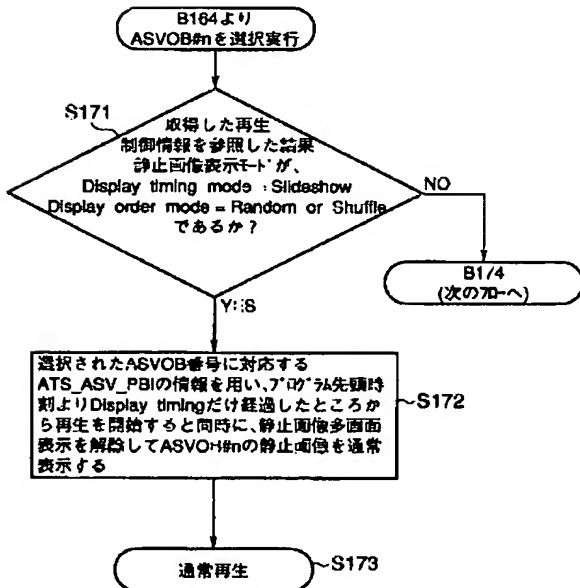 B164より
ASVOB#nを選択実行
S171
取得した再生
制御情報を参照した結果
静止画像表示モードが、
Display timing mode : Slideshow
Display order mode = Random or Shuffle
であるか?
NO
B174
(次のフローへ)
YES
選択されたASVOB番号に対応する
ATS_ASV_PBIの情報を用い、プログラム先頭時
刻よりDisplay timingだけ経過したところか
ら再生を開始すると同時に、静止画像多画面
表示を解除してASVOB#nの静止画像を通常
表示する
S172
通常再生
S173